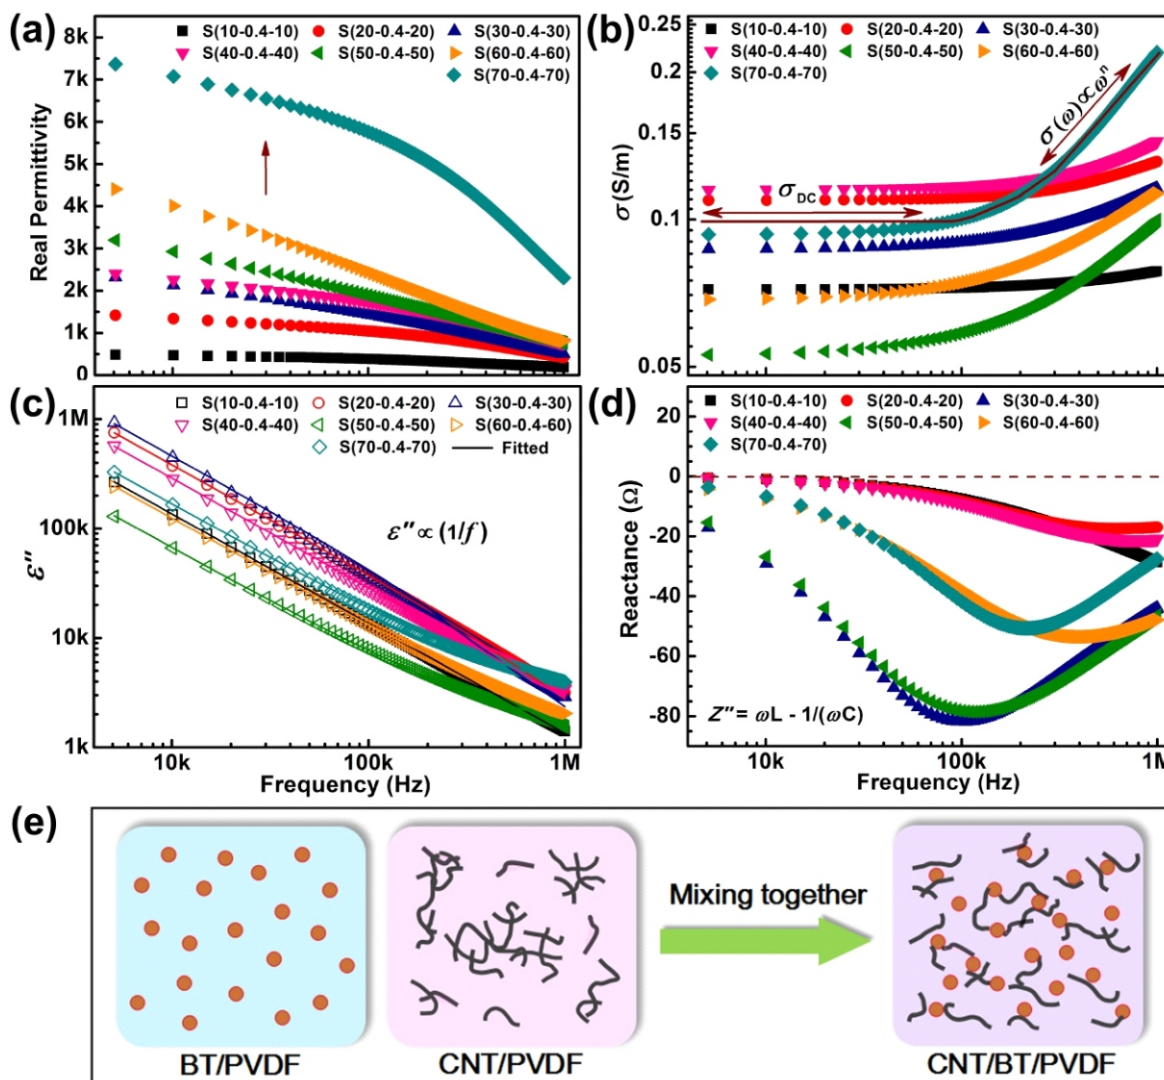 (a)
S(10-0.4-10) S(20-0.4-20) S(30-0.4-30)
S(40-0.4-40) S(50-0.4-50) S(60-0.4-60)
S(70-0.4-70)
8k
7k
6k
5k
4k
3k
2k
1k
0
Real Permittivity
(b)
S(10-0.4-10) S(20-0.4-20) S(30-0.4-30)
S(40-0.4-40) S(50-0.4-50) S(60-0.4-60)
S(70-0.4-70)
0.25
0.2
0.15
0.1
0.05
σ(S/m)
σDC
σ(ω)∝ωⁿ
(c)
S(10-0.4-10) S(20-0.4-20) S(30-0.4-30)
S(40-0.4-40) S(50-0.4-50) S(60-0.4-60)
S(70-0.4-70) Fitted
1M
100k
10k
1k
ε''
ε''∝(1/f)
10k 100k 1M
Frequency (Hz)
(d)
S(10-0.4-10) S(20-0.4-20) S(30-0.4-30)
S(40-0.4-40) S(50-0.4-50) S(60-0.4-60)
S(70-0.4-70)
20
0
-20
-40
-60
-80
Reactance (Ω)
Z''= ωL - 1/(ωC)
10k 100k 1M
Frequency (Hz)
(e)
Mixing together
BT/PVDF CNT/PVDF CNT/BT/PVDF